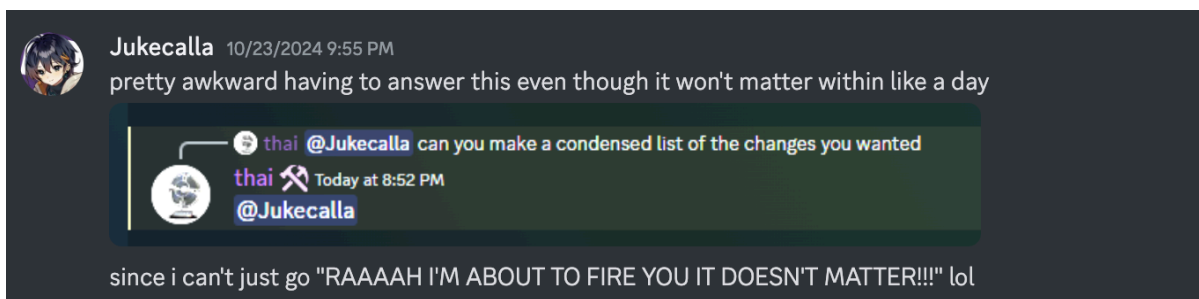 Jukecalla 10/23/2024 9:55 PM
pretty awkward having to answer this even though it won't matter within like a day
thai @Jukecalla can you make a condensed list of the changes you wanted
thai Today at 8:52 PM
@Jukecalla
since i can't just go "RAAAAH I'M ABOUT TO FIRE YOU IT DOESN'T MATTER!!!" lol